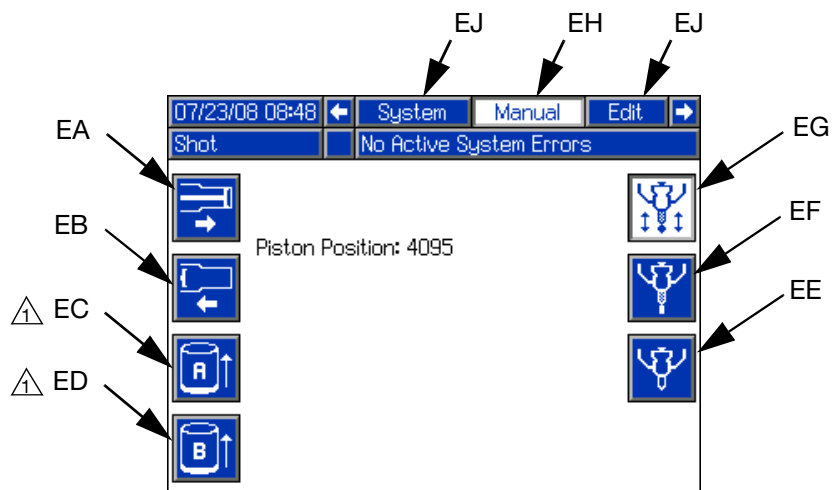 EJ EH EJ
07/23/08 08:48 System Manual Edit
Shot No Active System Errors
EA
EG
EB
Piston Position: 4095
EF
1 EC
A
EE
1 ED
B